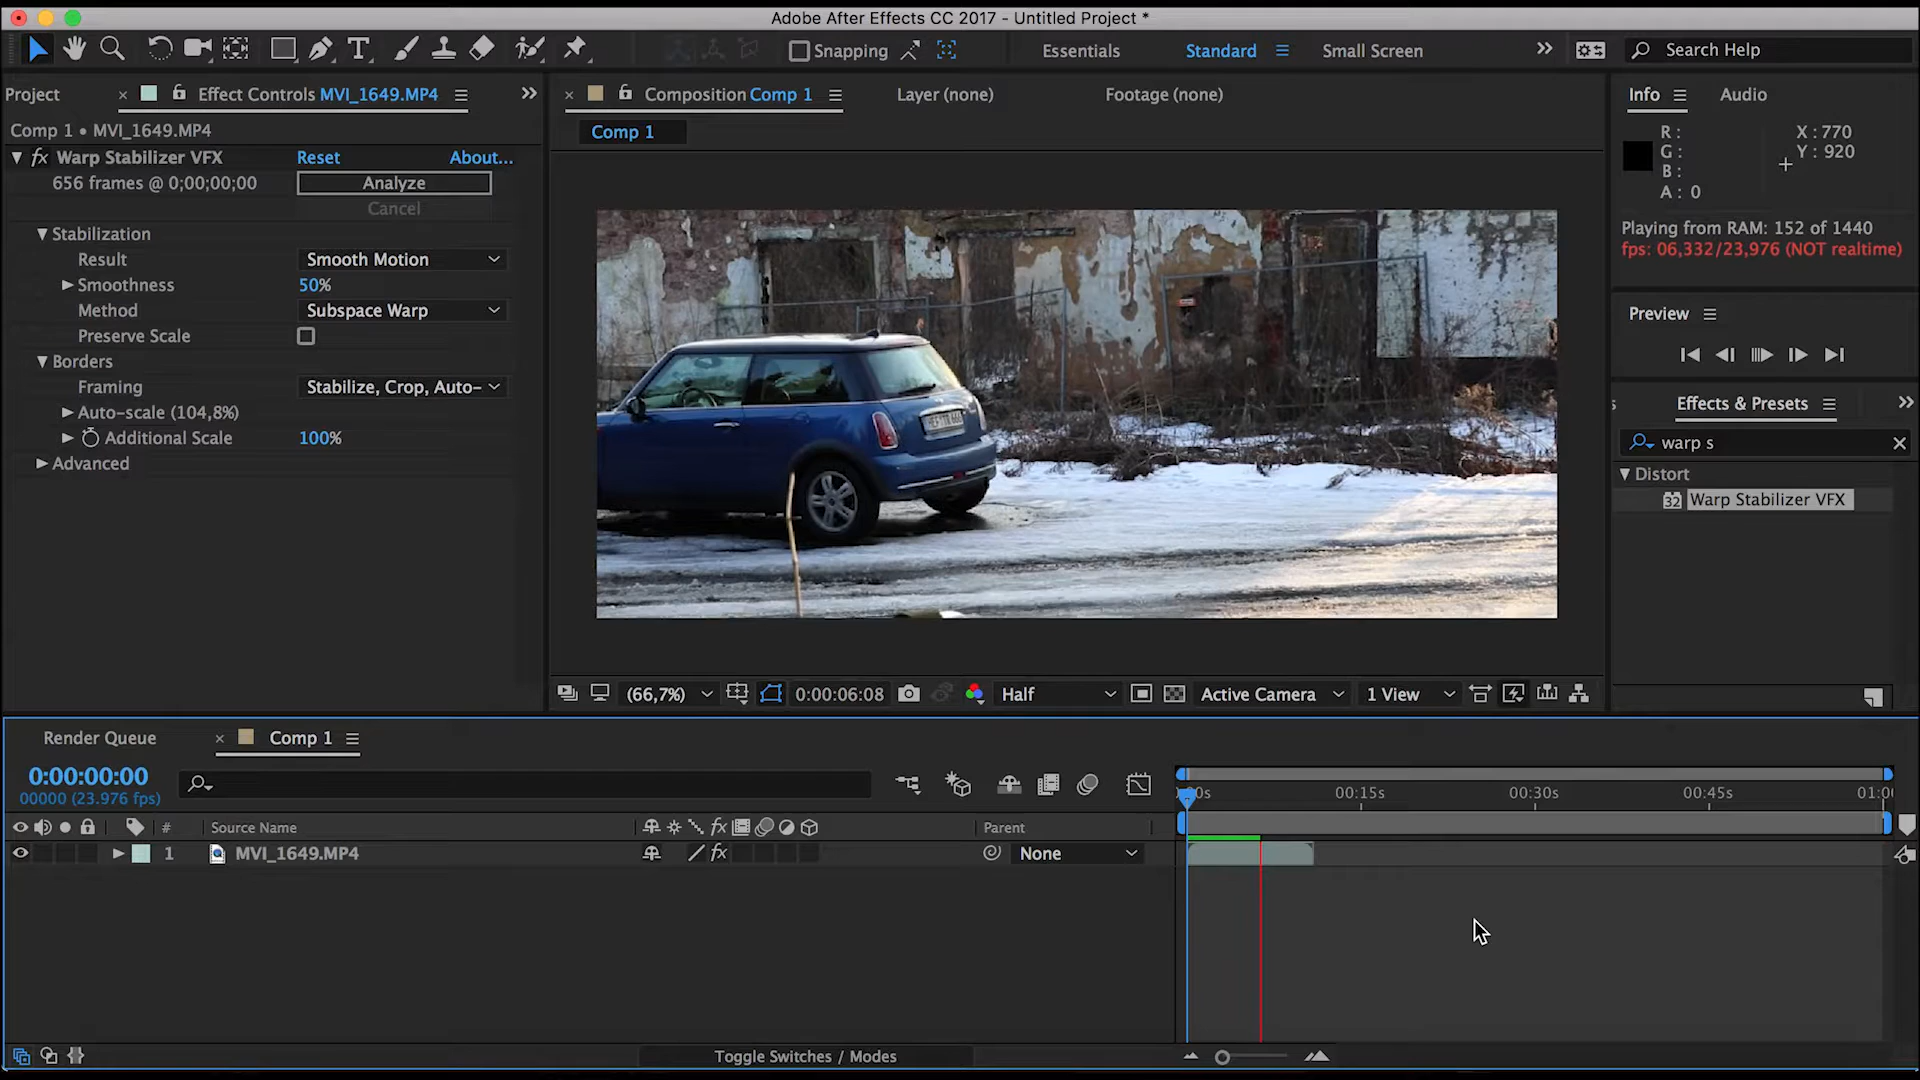 Adobe After Effects CC 2017 - Untitled Project *
Snapping
Essentials
Standard
Small Screen
Search Help
Project
Effect Controls MVI_1649.MP4
Composition Comp 1
Layer (none)
Footage (none)
Info
Audio
Comp 1 • MVI_1649.MP4
Comp 1
R :
G :
B :
A : 0
X : 770
Y : 920
fx Warp Stabilizer VFX
Reset
About...
656 frames @ 0;00;00;00
Analyze
Cancel
Playing from RAM: 152 of 1440
fps: 06,332/23,976 (NOT realtime)
Stabilization
Result
Smooth Motion
Smoothness
50%
Method
Subspace Warp
Preserve Scale
Borders
Framing
Stabilize, Crop, Auto-
Auto-scale (104,8%)
Additional Scale
100%
Advanced
Preview
Effects & Presets
warp s
Distort
32 Warp Stabilizer VFX
(66,7%)
0:00:06:08
Half
Active Camera
1 View
Render Queue
Comp 1
0:00:00:00
00000 (23.976 fps)
00:15s
00:30s
00:45s
#
Source Name
fx
Parent
1
MVI_1649.MP4
fx
None
Toggle Switches / Modes